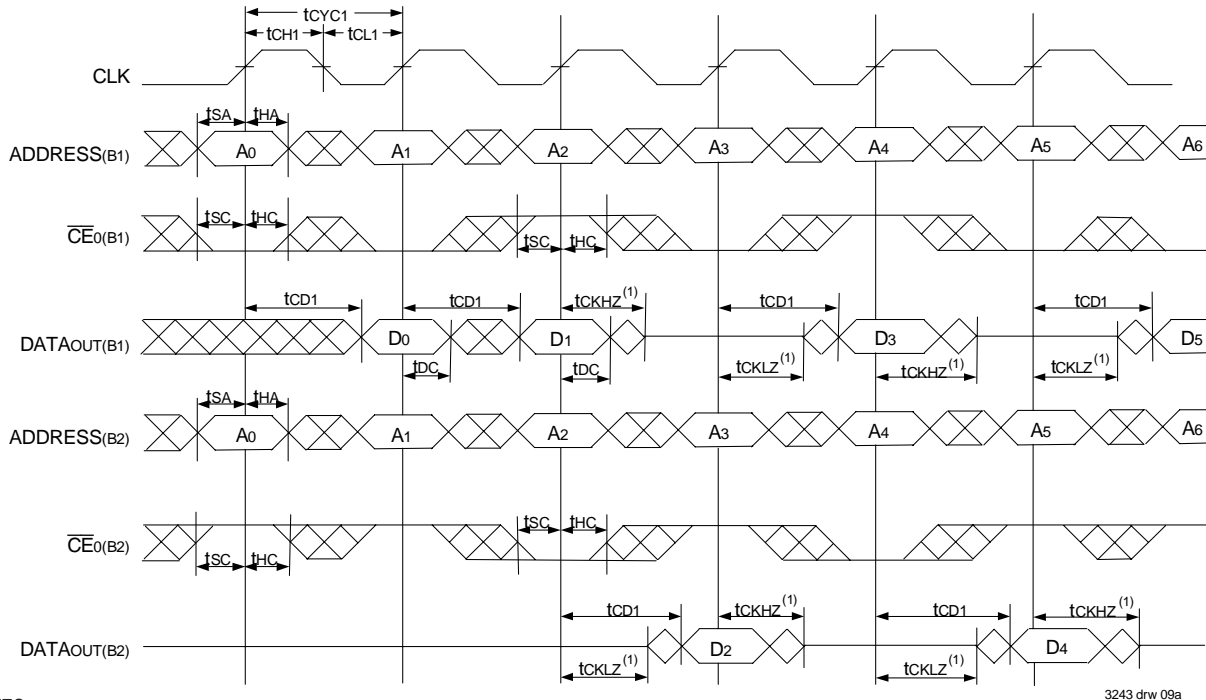 tCYC1
tCH1 tCL1
CLK
tSA tHA
ADDRESS(B1) A0 A1 A2 A3 A4 A5 A6
tSC tHC
CE0(B1)
tSC tHC
tCD1 tCD1 tCKHZ(1) tCD1 tCD1
DATAOUT(B1) D0 D1 D3 D5
tDC tDC tCKLZ(1) tCKHZ(1) tCKLZ(1)
tSA tHA
ADDRESS(B2) A0 A1 A2 A3 A4 A5 A6
tSC tHC
CE0(B2)
tSC tHC
tCD1 tCKHZ(1) tCD1 tCKHZ(1)
DATAOUT(B2) D2 D4
tCKLZ(1) tCKLZ(1)
3243 drw 09a